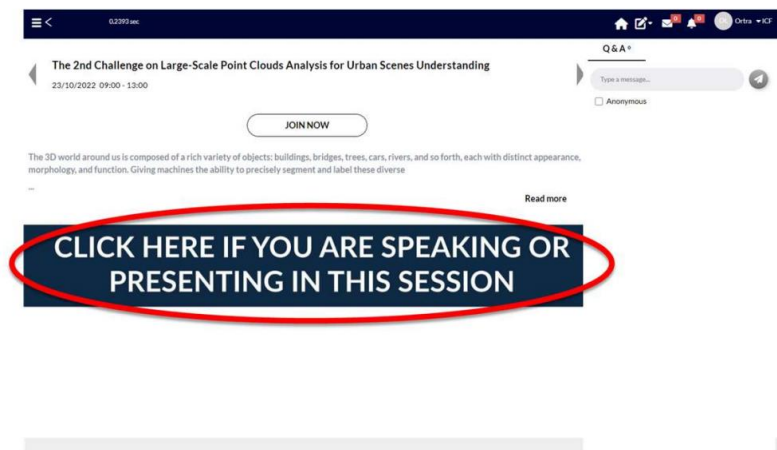 0,2393 sec
0
0
Ortra
ICF
The 2nd Challenge on Large-Scale Point Clouds Analysis for Urban Scenes Understanding
23/10/2022 09:00 - 13:00
JOIN NOW
The 3D world around us is composed of a rich variety of objects: buildings, bridges, trees, cars, rivers, and so forth, each with distinct appearance,
morphology, and function. Giving machines the ability to precisely segment and label these diverse
...
Read more
CLICK HERE IF YOU ARE SPEAKING OR
PRESENTING IN THIS SESSION
Q & A
Type a message...
Anonymous